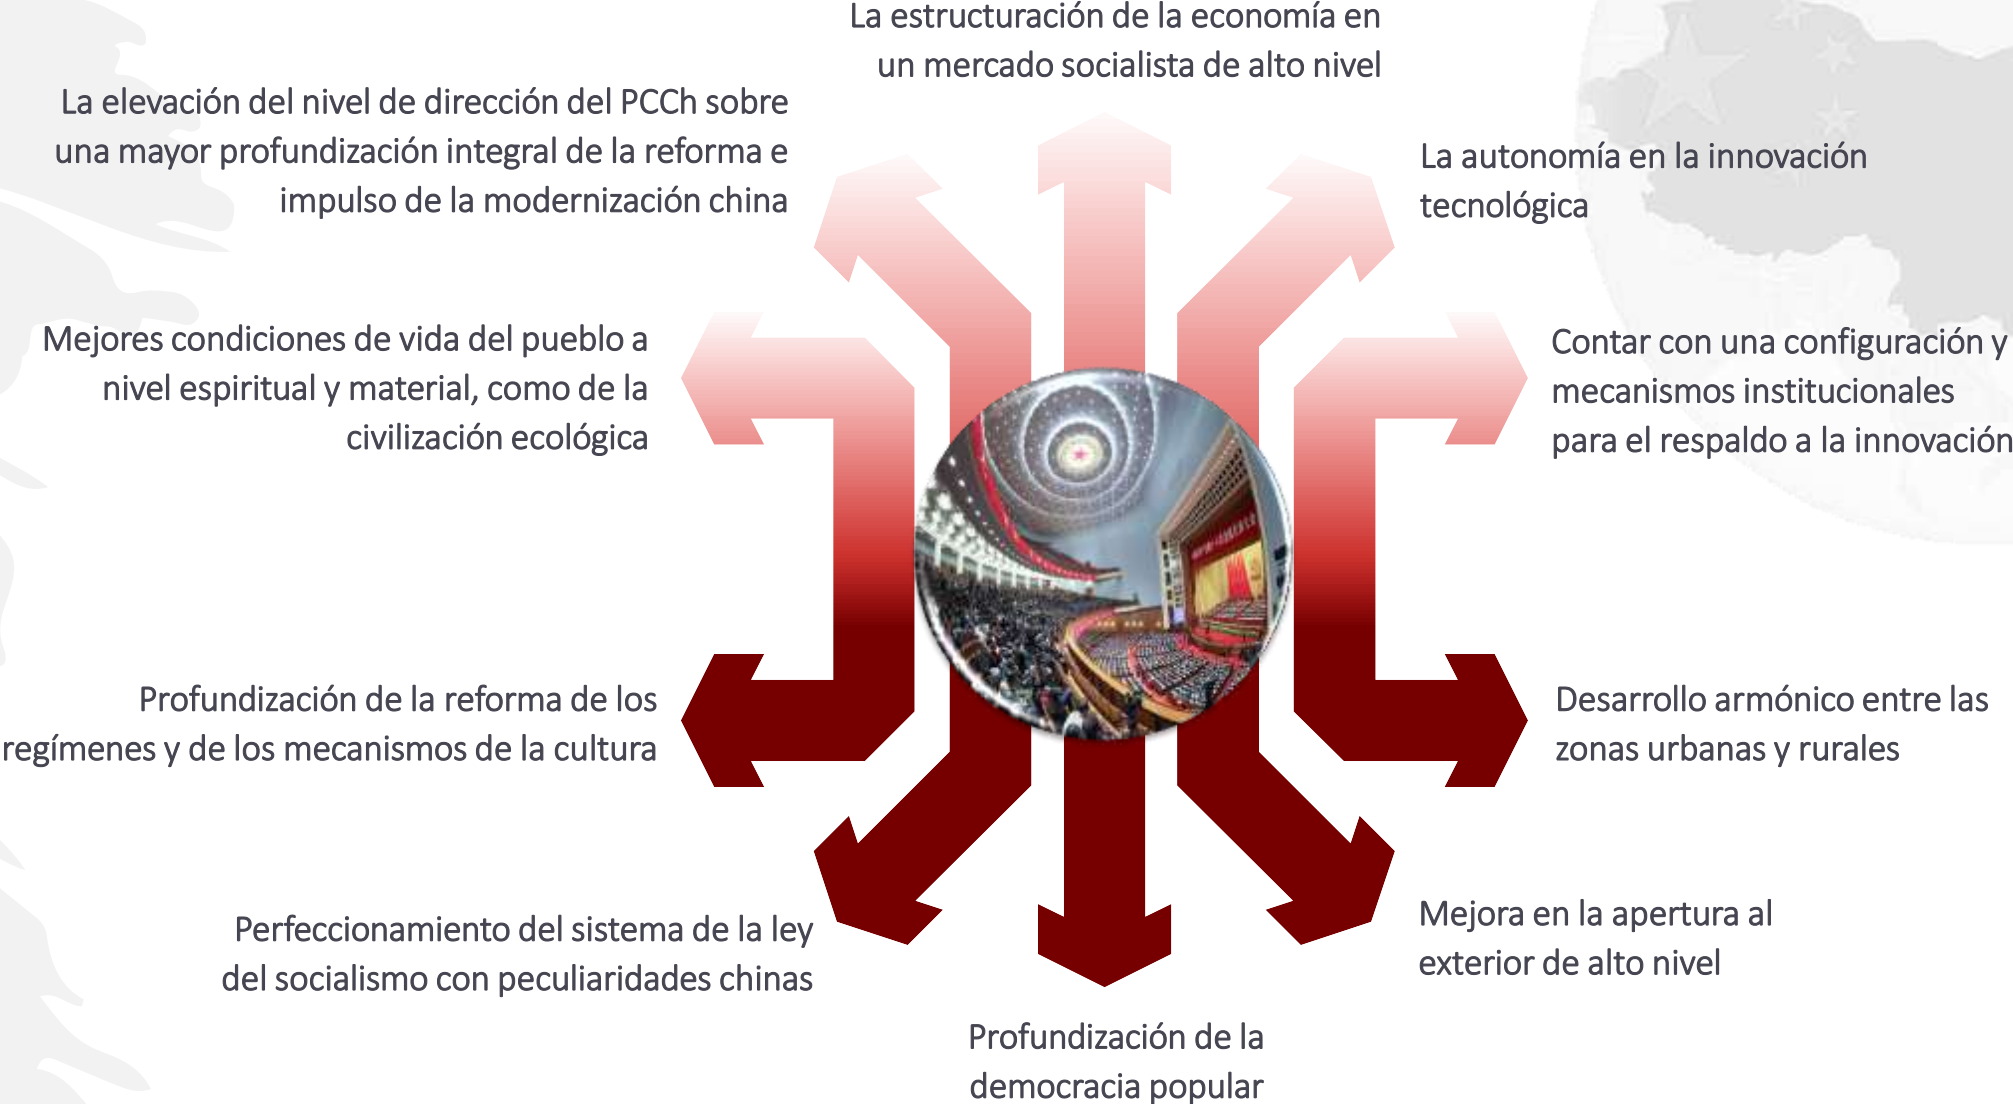 La estructuración de la economía en
un mercado socialista de alto nivel
La autonomía en la innovación
tecnológica
Contar con una configuración y
mecanismos institucionales
para el respaldo a la innovación
Desarrollo armónico entre las
zonas urbanas y rurales
Mejora en la apertura al
exterior de alto nivel
Profundización de la
democracia popular
Perfeccionamiento del sistema de la ley
del socialismo con peculiaridades chinas
Profundización de la reforma de los
regímenes y de los mecanismos de la cultura
Mejores condiciones de vida del pueblo a
nivel espiritual y material, como de la
civilización ecológica
La elevación del nivel de dirección del PCCh sobre
una mayor profundización integral de la reforma e
impulso de la modernización china